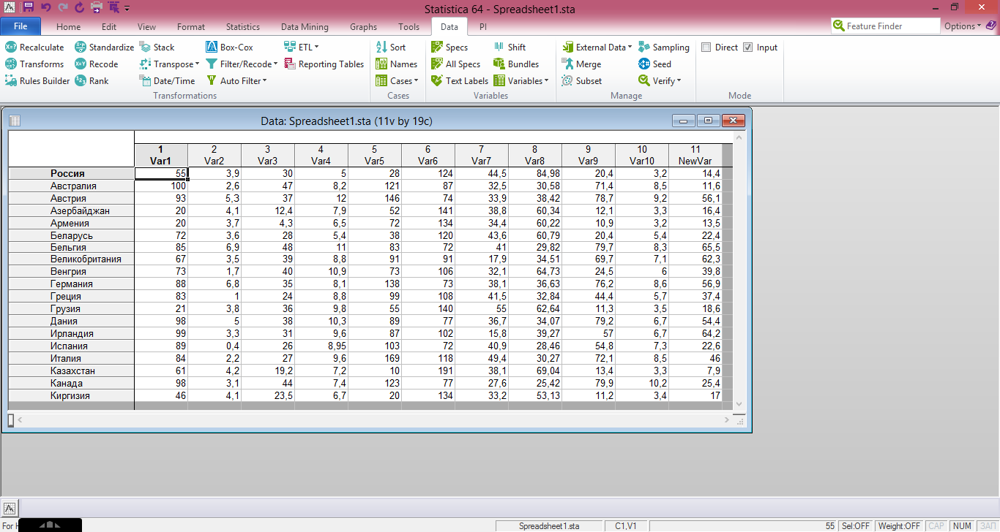 Statistica 64 - Spreadsheet1.sta
File Home Edit View Format Statistics Data Mining Graphs Tools Data PI Feature Finder Options
Recalculate Standardize Stack Box-Cox ETL Sort Specs Shift External Data Sampling Direct Input
Transforms Recode Transpose Filter/Recode Reporting Tables Names All Specs Bundles Merge Seed
Rules Builder Rank Date/Time Auto Filter Cases Text Labels Variables Subset Verify
Transformations Cases Variables Manage Mode
Data: Spreadsheet1.sta (11v by 19c)
1 2 3 4 5 6 7 8 9 10 11
Var1 Var2 Var3 Var4 Var5 Var6 Var7 Var8 Var9 Var10 NewVar
Россия 55 3,9 30 5 28 124 44,5 84,98 20,4 3,2 14,4
Австралия 100 2,6 47 8,2 121 87 32,5 30,58 71,4 8,5 11,6
Австрия 93 5,3 37 12 146 74 33,9 38,42 78,7 9,2 56,1
Азербайджан 20 4,1 12,4 7,9 52 141 38,8 60,34 12,1 3,3 16,4
Армения 20 3,7 4,3 6,5 72 134 34,4 60,22 10,9 3,2 13,5
Беларусь 72 3,6 28 5,4 38 120 43,6 60,79 20,4 5,4 22,4
Бельгия 85 6,9 48 11 83 72 41 29,82 79,7 8,3 65,5
Великобритания 67 3,5 39 8,8 91 91 17,9 34,51 69,7 7,1 62,3
Венгрия 73 1,7 40 10,9 73 106 32,1 64,73 24,5 6 39,8
Германия 88 6,8 35 8,1 138 73 38,1 36,63 76,2 8,6 56,9
Греция 83 1 24 8,8 99 108 41,5 32,84 44,4 5,7 37,4
Грузия 21 3,8 36 9,8 55 140 55 62,64 11,3 3,5 18,6
Дания 98 5 38 10,3 89 77 36,7 34,07 79,2 6,7 54,4
Ирландия 99 3,3 31 9,6 87 102 15,8 39,27 57 6,7 64,2
Испания 89 0,4 26 8,95 103 72 40,9 28,46 54,8 7,3 22,6
Италия 84 2,2 27 9,6 169 118 49,4 30,27 72,1 8,5 46
Казахстан 61 4,2 19,2 7,2 10 191 38,1 69,04 13,4 3,3 7,9
Канада 98 3,1 44 7,4 123 77 27,6 25,42 79,9 10,2 25,4
Киргизия 46 4,1 23,5 6,7 20 134 33,2 53,13 11,2 3,4 17
For Spreadsheet1.sta C1,V1 55 Sel:OFF Weight:OFF CAP NUM ЗАП